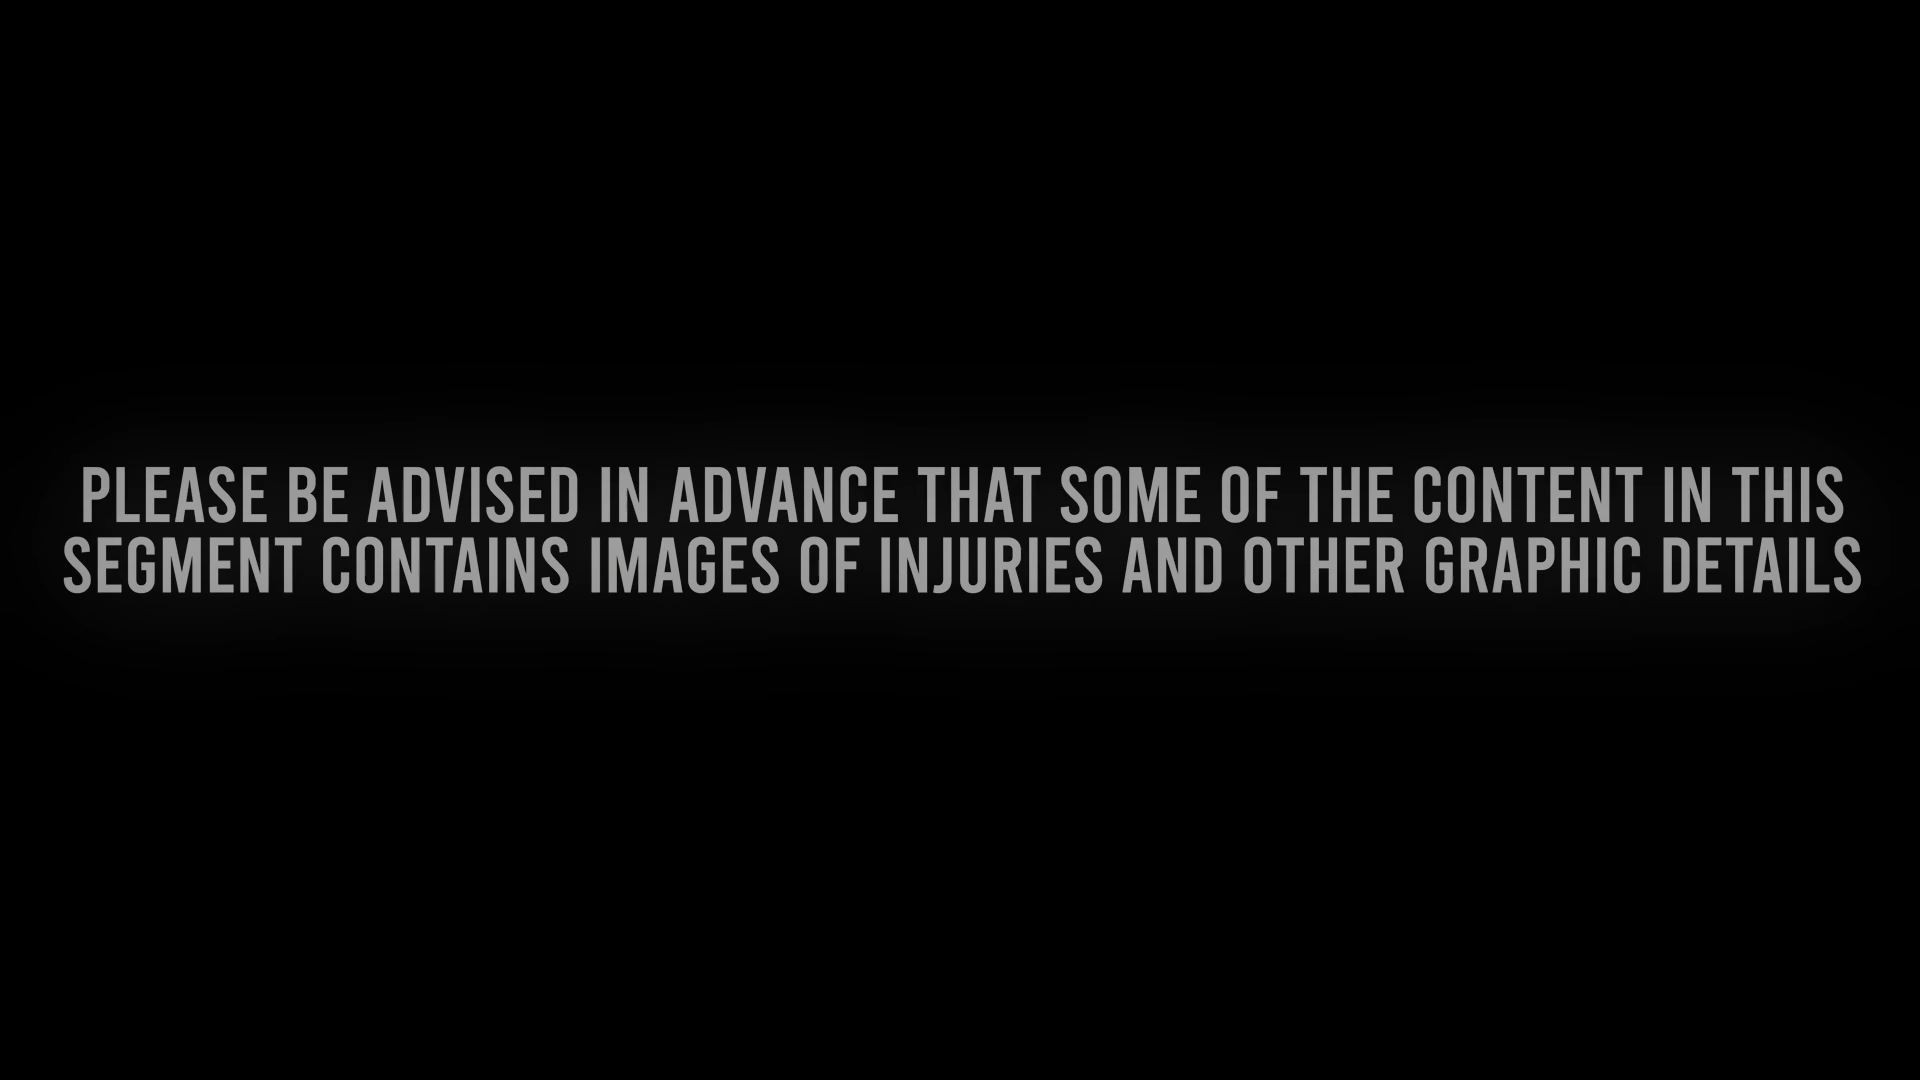 PLEASE BE ADVISED IN ADVANCE THAT SOME OF THE CONTENT IN THIS
SEGMENT CONTAINS IMAGES OF INJURIES AND OTHER GRAPHIC DETAILS